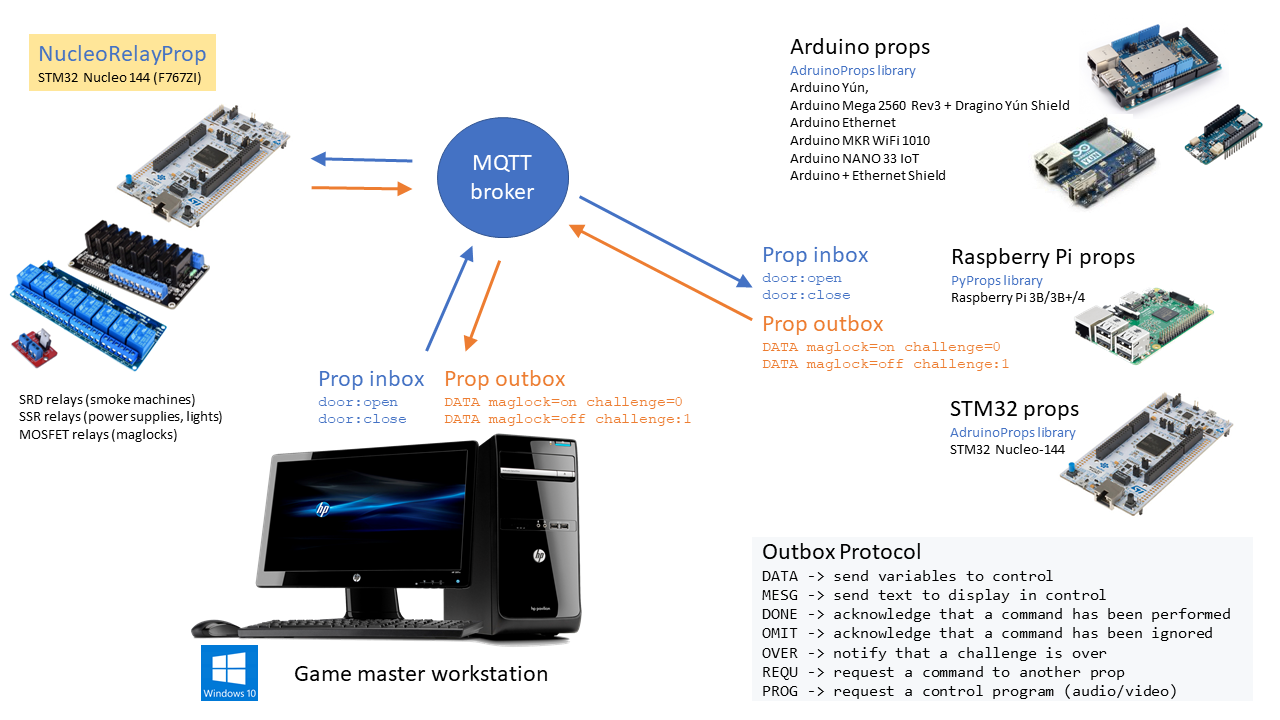 NucleoRelayProp
STM32 Nucleo 144 (F767ZI)
SRD relays (smoke machines)
SSR relays (power supplies, lights)
MOSFET relays (maglocks)
MQTT
broker
Prop inbox
door:open
door:close
Prop outbox
DATA maglock=on challenge=0
DATA maglock=off challenge:1
hp
hp
hp
hp pavilion
Windows 10
Game master workstation
Arduino props
AdruinoProps library
Arduino Yún,
Arduino Mega 2560 Rev3 + Dragino Yún Shield
Arduino Ethernet
Arduino MKR WiFi 1010
Arduino NANO 33 IoT
Arduino + Ethernet Shield
Prop inbox
door:open
door:close
Prop outbox
DATA maglock=on challenge=0
DATA maglock=off challenge:1
Raspberry Pi props
PyProps library
Raspberry Pi 3B/3B+/4
STM32 props
AdruinoProps library
STM32 Nucleo-144
Outbox Protocol
DATA -> send variables to control
MESG -> send text to display in control
DONE -> acknowledge that a command has been performed
OMIT -> acknowledge that a command has been ignored
OVER -> notify that a challenge is over
REQU -> request a command to another prop
PROG -> request a control program (audio/video)